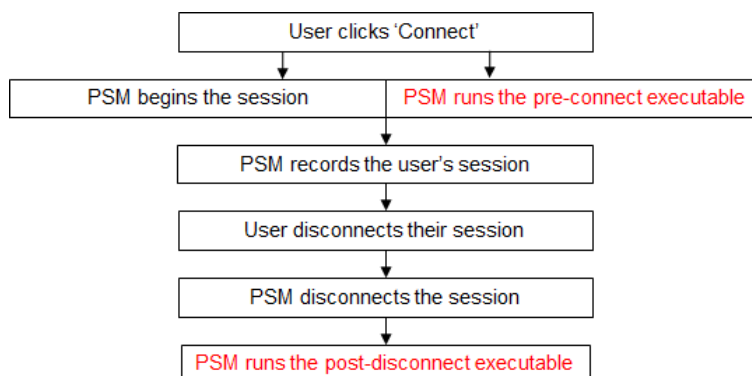 User clicks ‘Connect’
PSM begins the session
PSM runs the pre-connect executable
PSM records the user’s session
User disconnects their session
PSM disconnects the session
PSM runs the post-disconnect executable